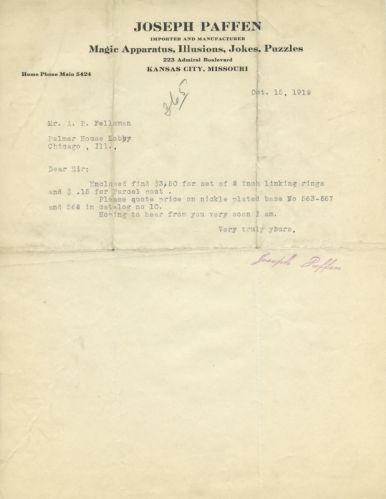 JOSEPH PAFFEN
IMPORTER AND MANUFACTURER
Magic Apparatus, Illusions, Jokes, Puzzles
223 Admiral Boulevard
Home Phone Main 5424
KANSAS CITY, MISSOURI
Oct. 15, 191
Mr. A. P. Felsman
Palmer House Lobby
Chicago , Ill.,
Dear Sir:
Enclosed find $3.50 for set of 8 inch linking rings
and $ .15 for Parcel post .
Please quote price on nickle plated base No 563-567
and 568 in catalog no 10.
Hoping to hear from you very soon I am.
Very truly yours,
Joseph Paffen